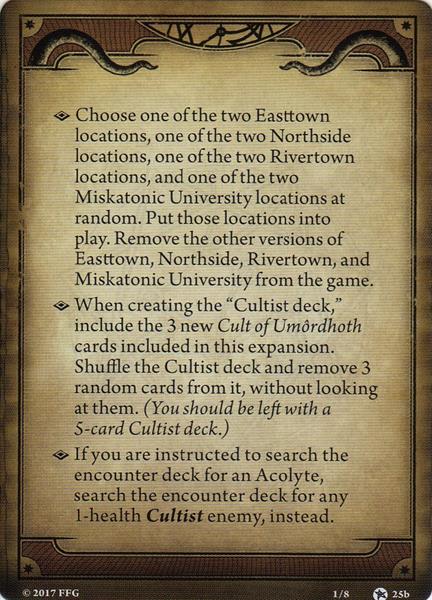 Choose one of the two Easttown
locations, one of the two Northside
locations, one of the two Rivertown
locations, and one of the two
Miskatonic University locations at
random. Put those locations into
play. Remove the other versions of
Easttown, Northside, Rivertown, and
Miskatonic University from the game.
When creating the “Cultist deck,”
include the 3 new Cult of Umôrdhoth
cards included in this expansion.
Shuffle the Cultist deck and remove 3
random cards from it, without looking
at them. (You should be left with a
5-card Cultist deck.)
If you are instructed to search the
encounter deck for an Acolyte,
search the encounter deck for any
1-health Cultist enemy, instead.
© 2017 FFG 1/8 25b